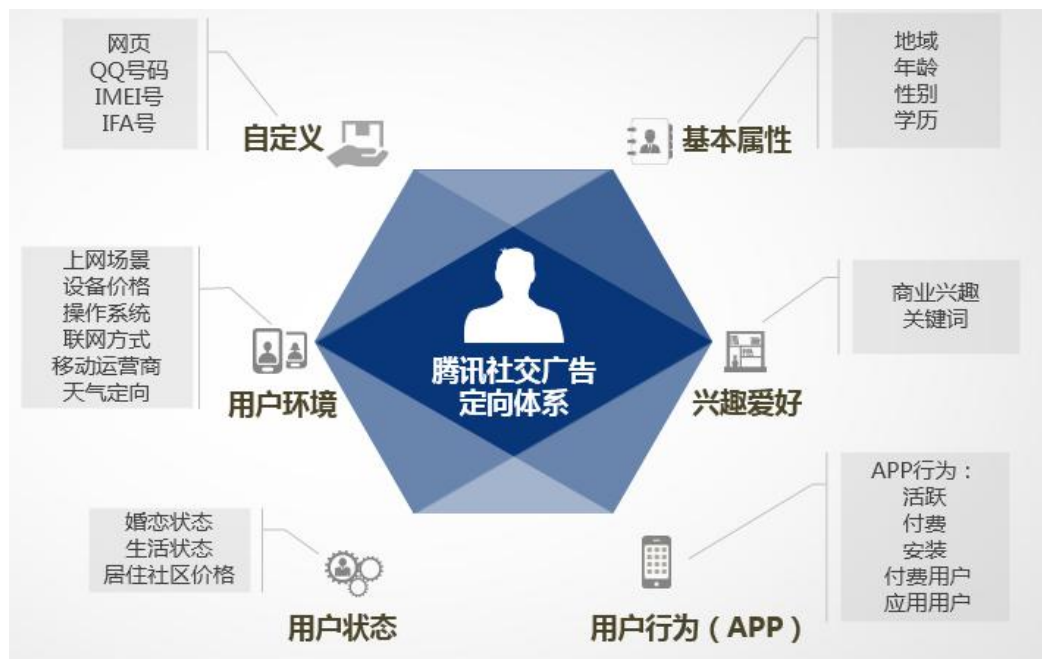 网页
QQ号码
IMEI号
IFA号
自定义
地域
年龄
性别
学历
基本属性
上网场景
设备价格
操作系统
联网方式
移动运营商
天气定向
用户环境
腾讯社交广告
定向体系
商业兴趣
关键词
兴趣爱好
婚恋状态
生活状态
居住社区价格
用户状态
APP行为：
活跃
付费
安装
付费用户
应用用户
用户行为（APP）